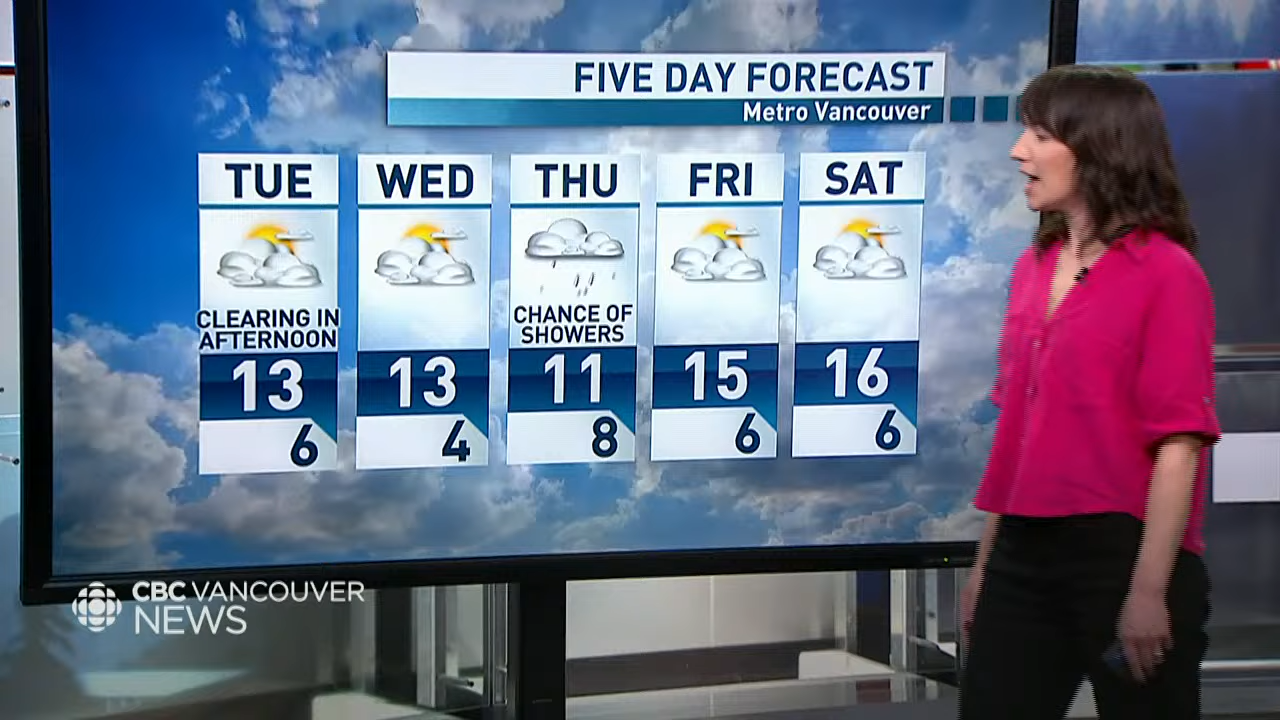 FIVE DAY FORECAST
Metro Vancouver
TUE
WED
THU
FRI
SAT
CLEARING IN
AFTERNOON
CHANCE OF
SHOWERS
13
13
11
15
16
6
4
8
6
6
CBC VANCOUVER
NEWS